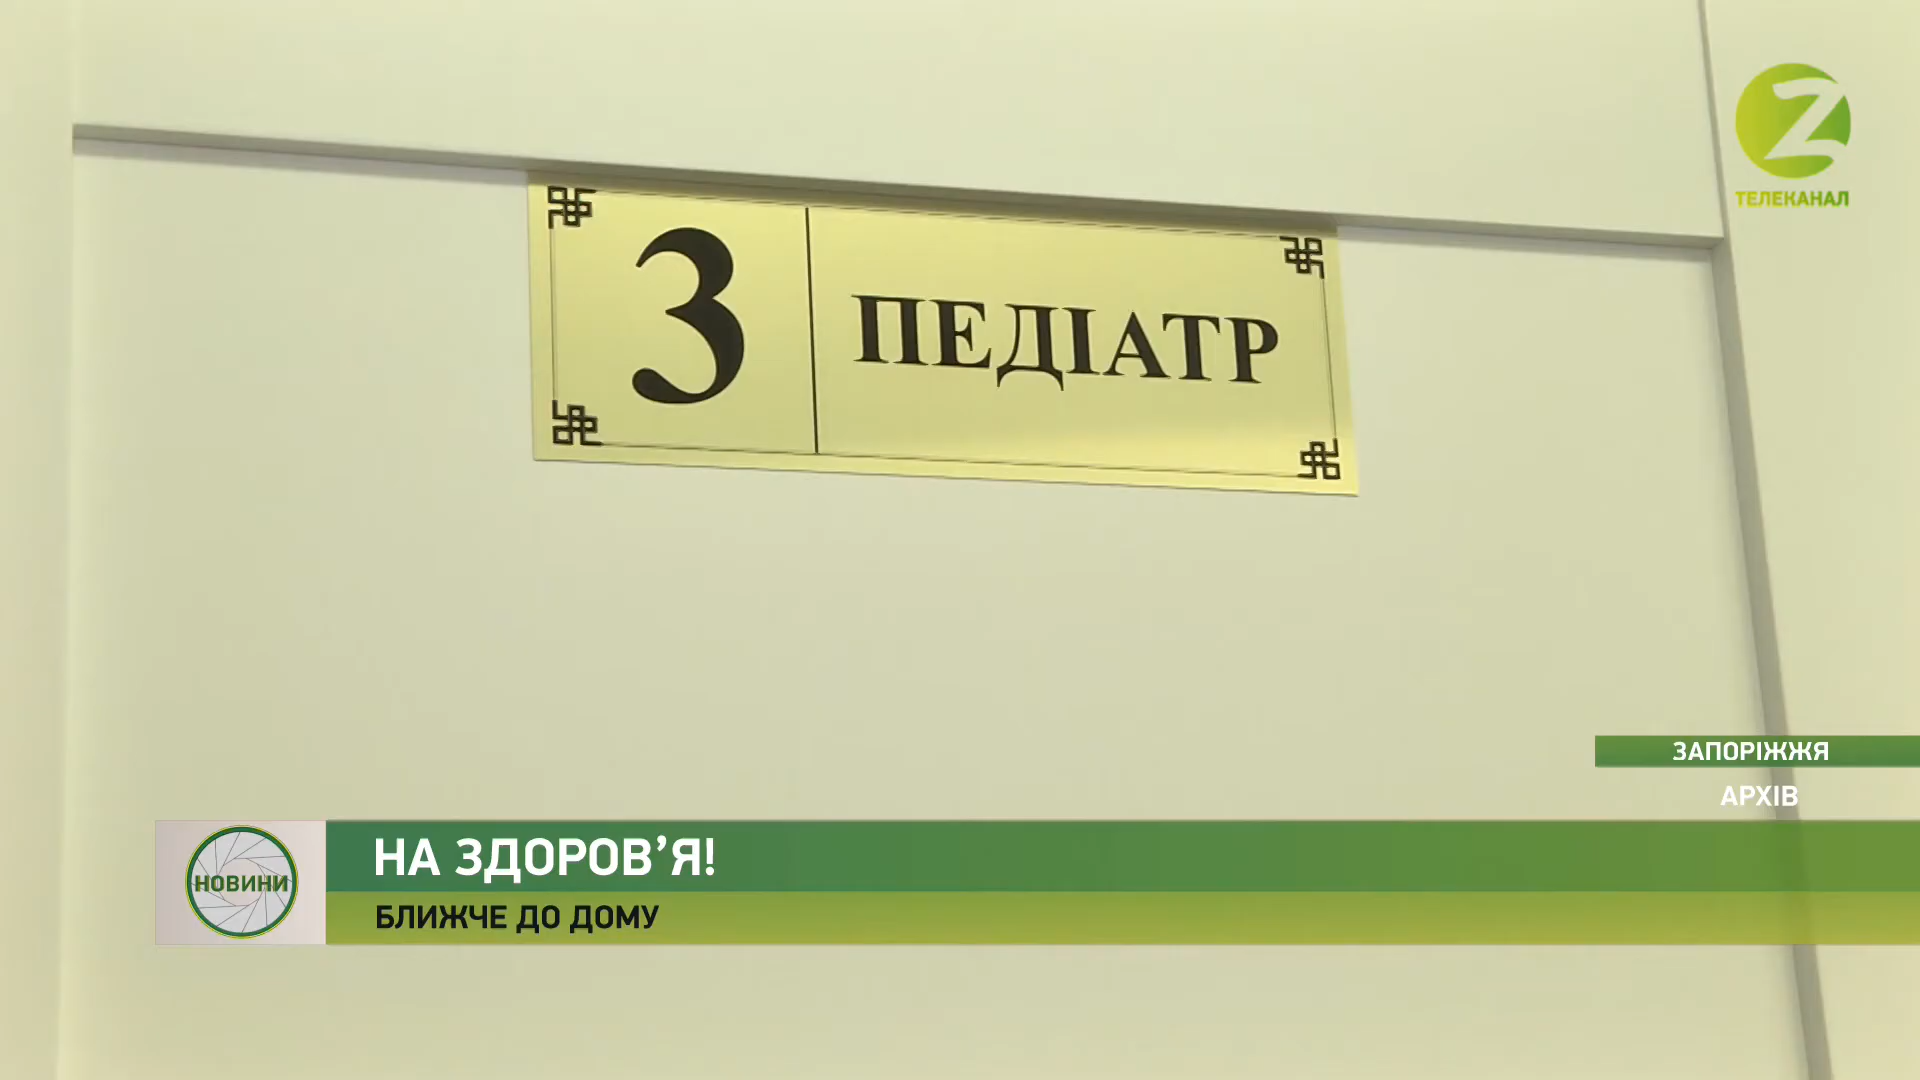 Z
ТЕЛЕКАНАЛ
3
ПЕДІАТР
ЗАПОРІЖЖЯ
АРХІВ
НОВИНИ
НА ЗДОРОВ’Я!
БЛИЖЧЕ ДО ДОМУ